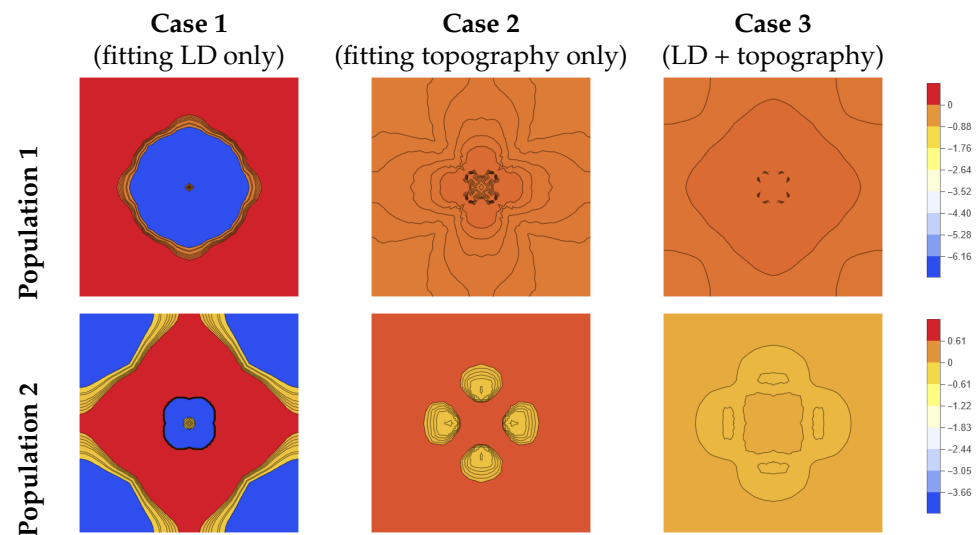 Case 1
(fitting LD only)
Case 2
(fitting topography only)
Case 3
(LD + topography)
Population 1
0
−0.88
−1.76
−2.64
−3.52
−4.40
−5.28
−6.16
Population 2
0.61
0
−0.61
−1.22
−1.83
−2.44
−3.05
−3.66